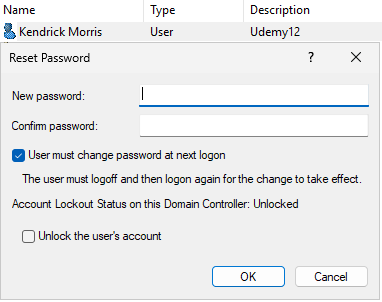 Name Type Description
Kendrick Morris User Udemy12
Reset Password ? ×
New password:
Confirm password:
User must change password at next logon
The user must logoff and then logon again for the change to take effect.
Account Lockout Status on this Domain Controller: Unlocked
Unlock the user's account
OK Cancel